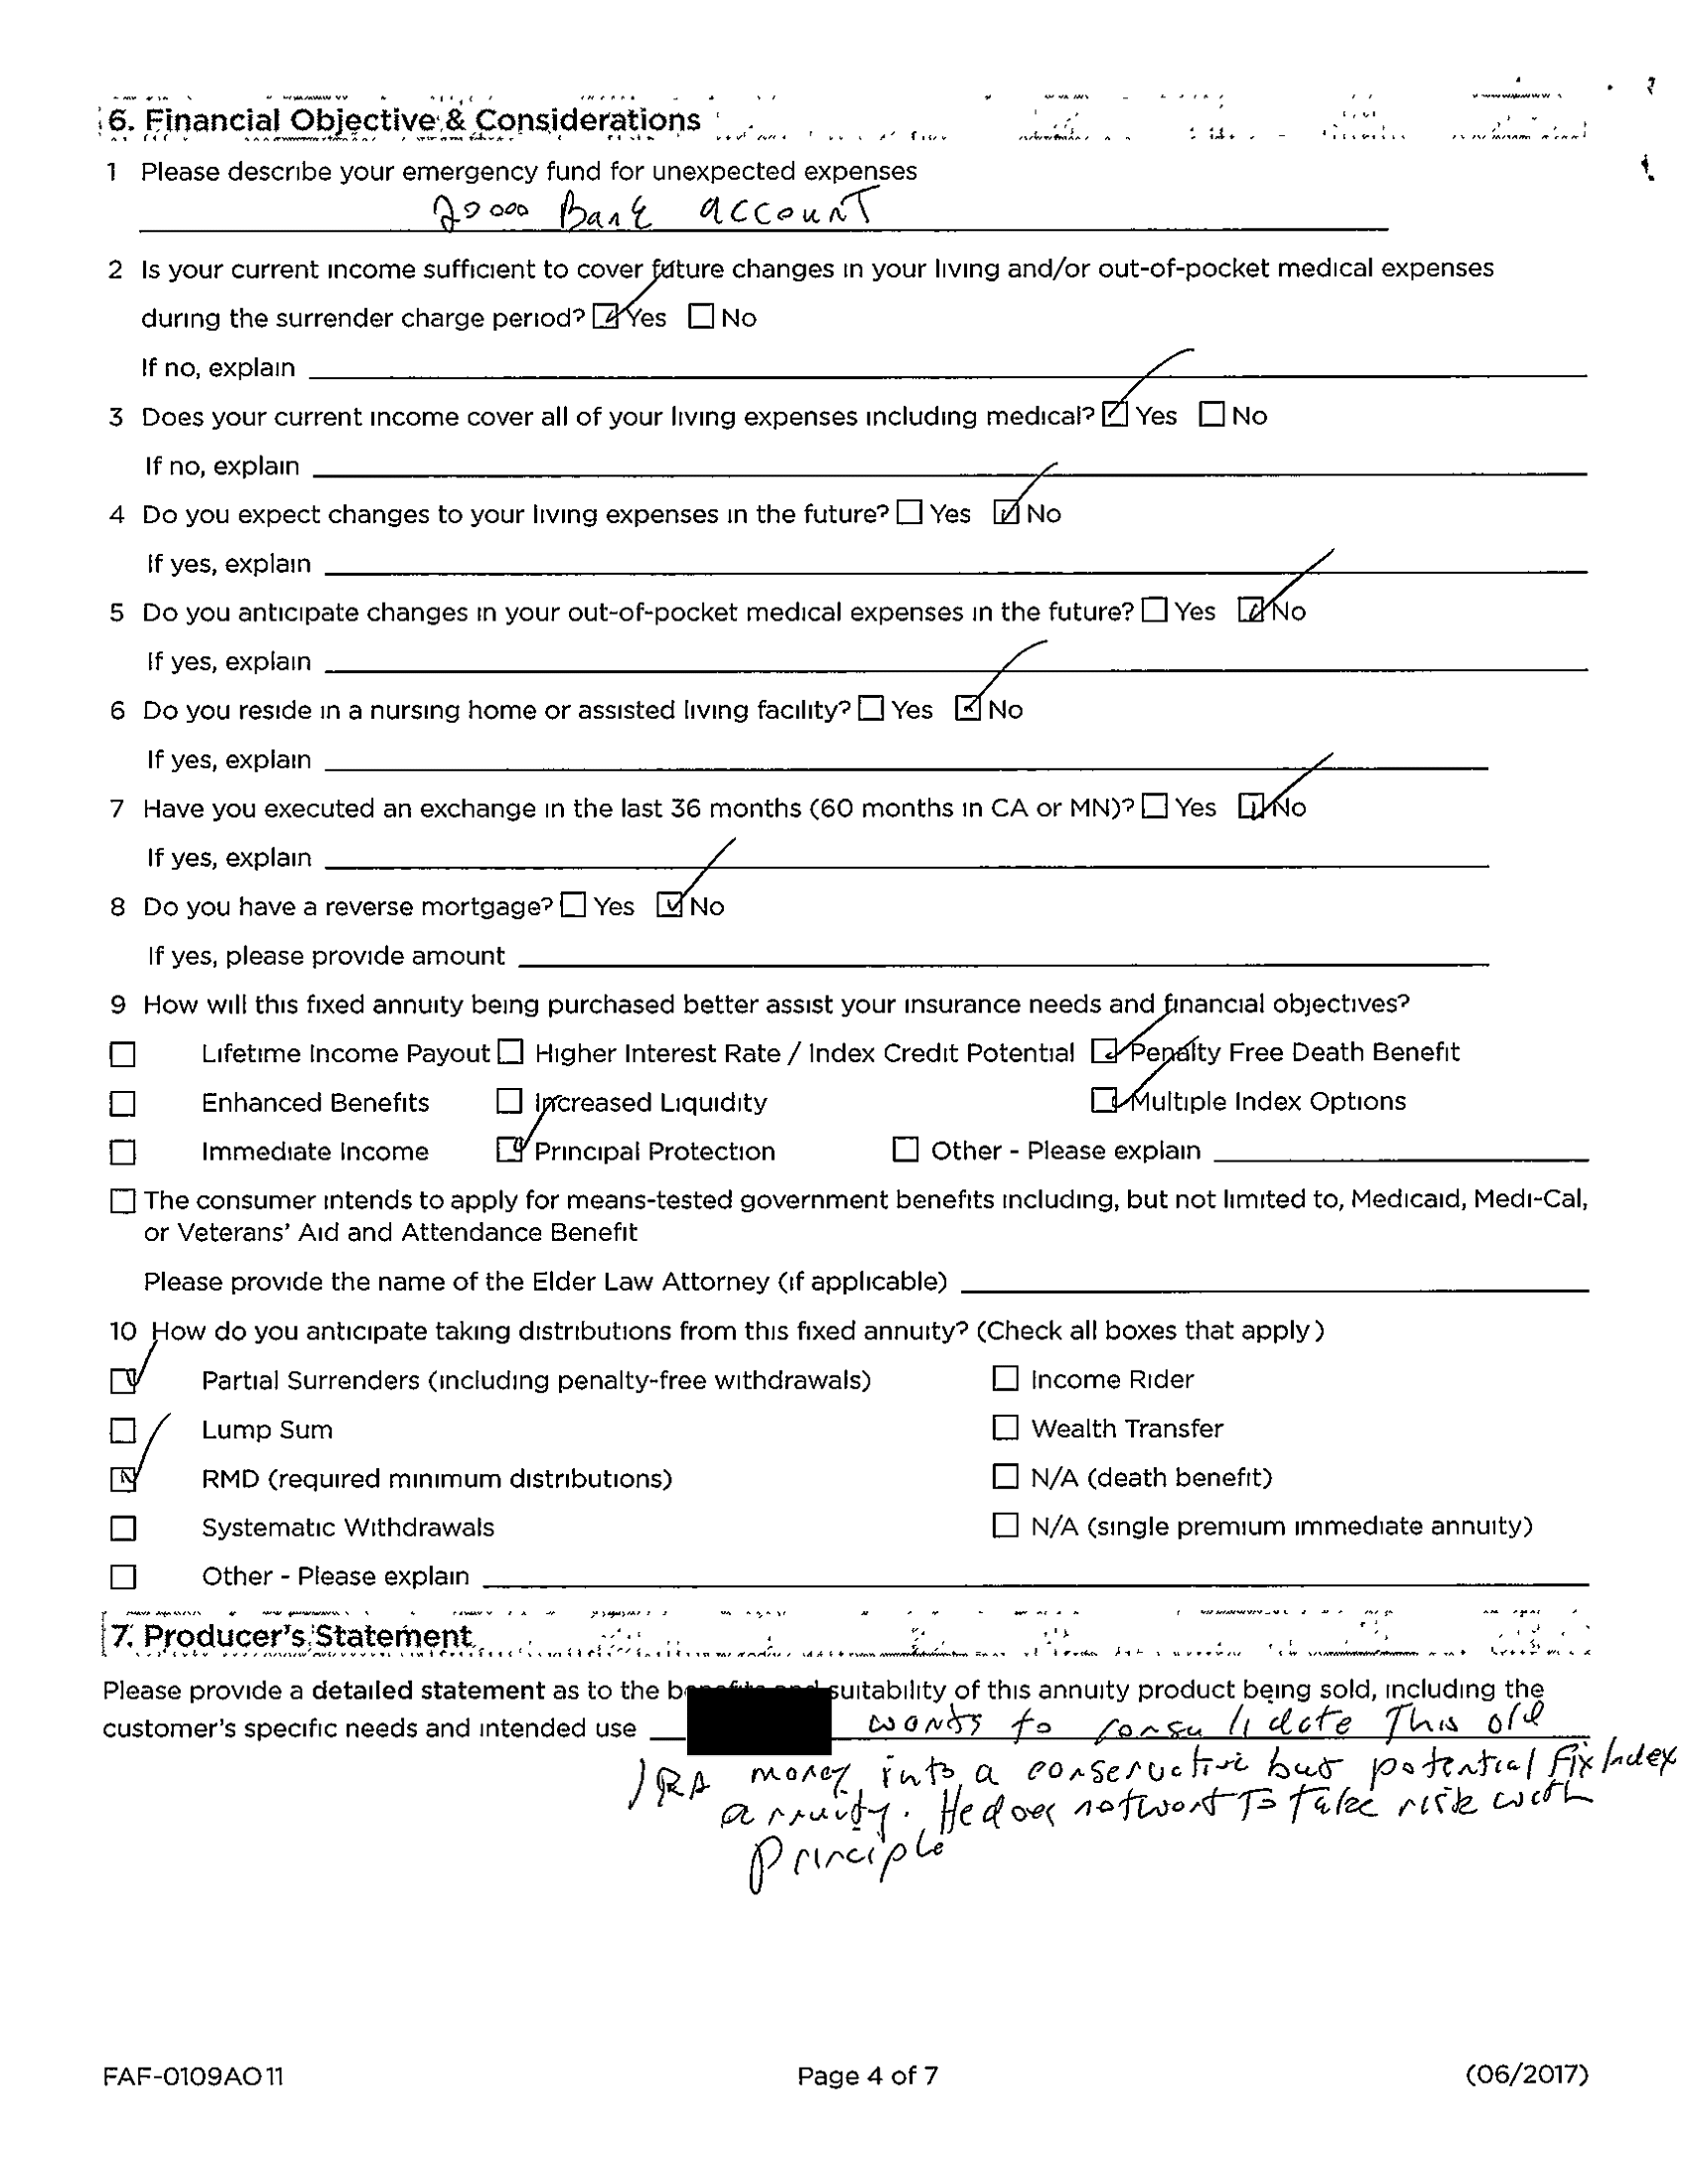 6. Financial Objective & Considerations
1 Please describe your emergency fund for unexpected expenses
20000 Bank account
2 Is your current income sufficient to cover future changes in your living and/or out-of-pocket medical expenses
during the surrender charge period? ☑ Yes ☐ No
If no, explain
3 Does your current income cover all of your living expenses including medical? ☑ Yes ☐ No
If no, explain
4 Do you expect changes to your living expenses in the future? ☐ Yes ☑ No
If yes, explain
5 Do you anticipate changes in your out-of-pocket medical expenses in the future? ☐ Yes ☑ No
If yes, explain
6 Do you reside in a nursing home or assisted living facility? ☐ Yes ☑ No
If yes, explain
7 Have you executed an exchange in the last 36 months (60 months in CA or MN)? ☐ Yes ☑ No
If yes, explain
8 Do you have a reverse mortgage? ☐ Yes ☑ No
If yes, please provide amount
9 How will this fixed annuity being purchased better assist your insurance needs and financial objectives?
☐ Lifetime Income Payout ☐ Higher Interest Rate / Index Credit Potential ☑ Penalty Free Death Benefit
☐ Enhanced Benefits ☐ Increased Liquidity ☑ Multiple Index Options
☐ Immediate Income ☑ Principal Protection ☐ Other - Please explain
☐ The consumer intends to apply for means-tested government benefits including, but not limited to, Medicaid, Medi-Cal,
or Veterans' Aid and Attendance Benefit
Please provide the name of the Elder Law Attorney (if applicable)
10 How do you anticipate taking distributions from this fixed annuity? (Check all boxes that apply)
☑ Partial Surrenders (including penalty-free withdrawals) ☐ Income Rider
☐ Lump Sum ☐ Wealth Transfer
☑ RMD (required minimum distributions) ☐ N/A (death benefit)
☐ Systematic Withdrawals ☐ N/A (single premium immediate annuity)
☐ Other - Please explain
7. Producer's Statement
Please provide a detailed statement as to the benefits and suitability of this annuity product being sold, including the
customer's specific needs and intended use wants to consulidate This old
IRA money into a conservative but potential Fix Index
annuity. He does not want To take risk with
Principle
FAF-0109AO 11 Page 4 of 7 (06/2017)